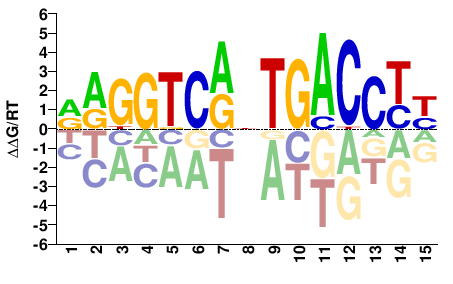 6
5
4
3
2
1
0
-1
-2
-3
-4
-5
-6
ΔΔG/RT
A A G G T C A T G A C C T T
G G G C C C
T T C A C G C A C G A A A A
C C A T A A T T T G G G G
C T
1 2 3 4 5 6 7 8 9 10 11 12 13 14 15